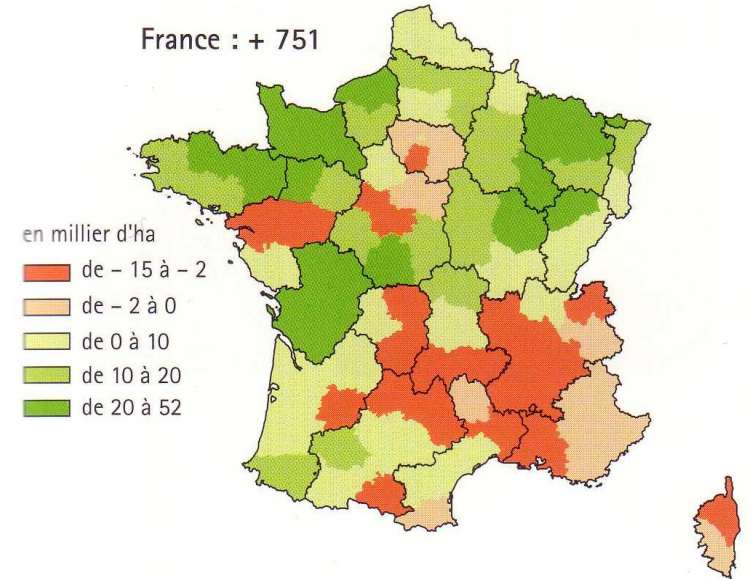 France : + 751
en millier d'ha
de – 15 à – 2
de – 2 à 0
de 0 à 10
de 10 à 20
de 20 à 52